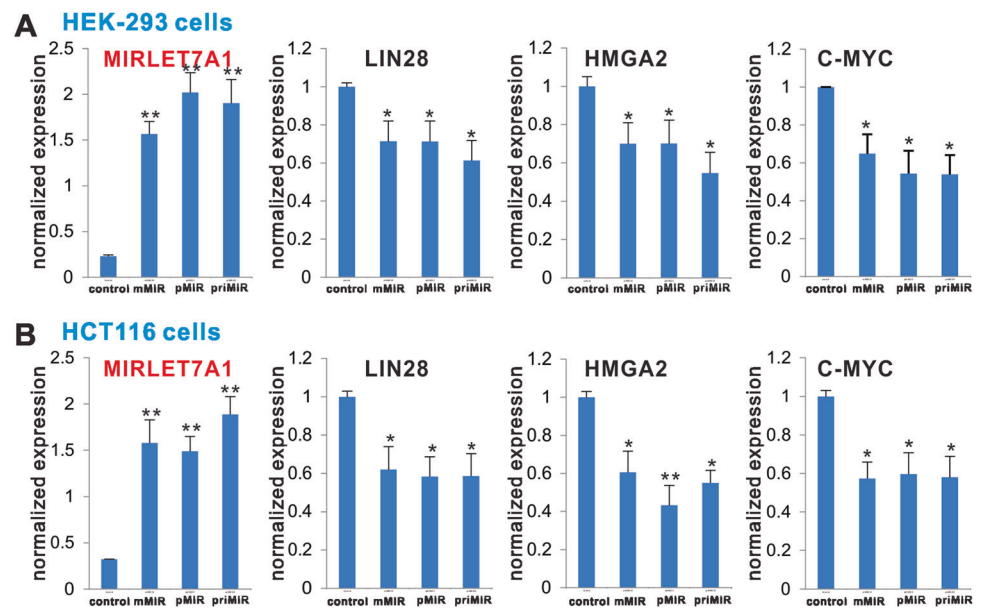 A HEK-293 cells
MIRLET7A1
normalized expression
2.5
2
1.5
1
0.5
0
** ** **
control mMIR pMIR priMIR
LIN28
normalized expression
1.2
1
0.8
0.6
0.4
0.2
0
* * *
control mMIR pMIR priMIR
HMGA2
normalized expression
1.2
1
0.8
0.6
0.4
0.2
0
* * *
control mMIR pMIR priMIR
C-MYC
normalized expression
1.2
1
0.8
0.6
0.4
0.2
0
* * *
control mMIR pMIR priMIR
B HCT116 cells
MIRLET7A1
normalized expression
2.5
2
1.5
1
0.5
0
** ** **
control mMIR pMIR priMIR
LIN28
normalized expression
1.2
1
0.8
0.6
0.4
0.2
0
* * *
control mMIR pMIR priMIR
HMGA2
normalized expression
1.2
1
0.8
0.6
0.4
0.2
0
* ** *
control mMIR pMIR priMIR
C-MYC
normalized expression
1.2
1
0.8
0.6
0.4
0.2
0
* * *
control mMIR pMIR priMIR